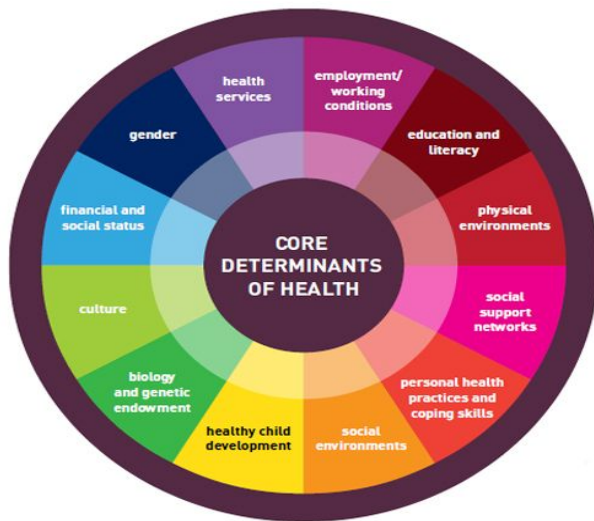 CORE
DETERMINANTS
OF HEALTH
health
services
employment/
working
conditions
education and
literacy
physical
environments
social
support
networks
personal health
practices and
coping skills
social
environments
healthy child
development
biology
and genetic
endowment
culture
financial and
social status
gender